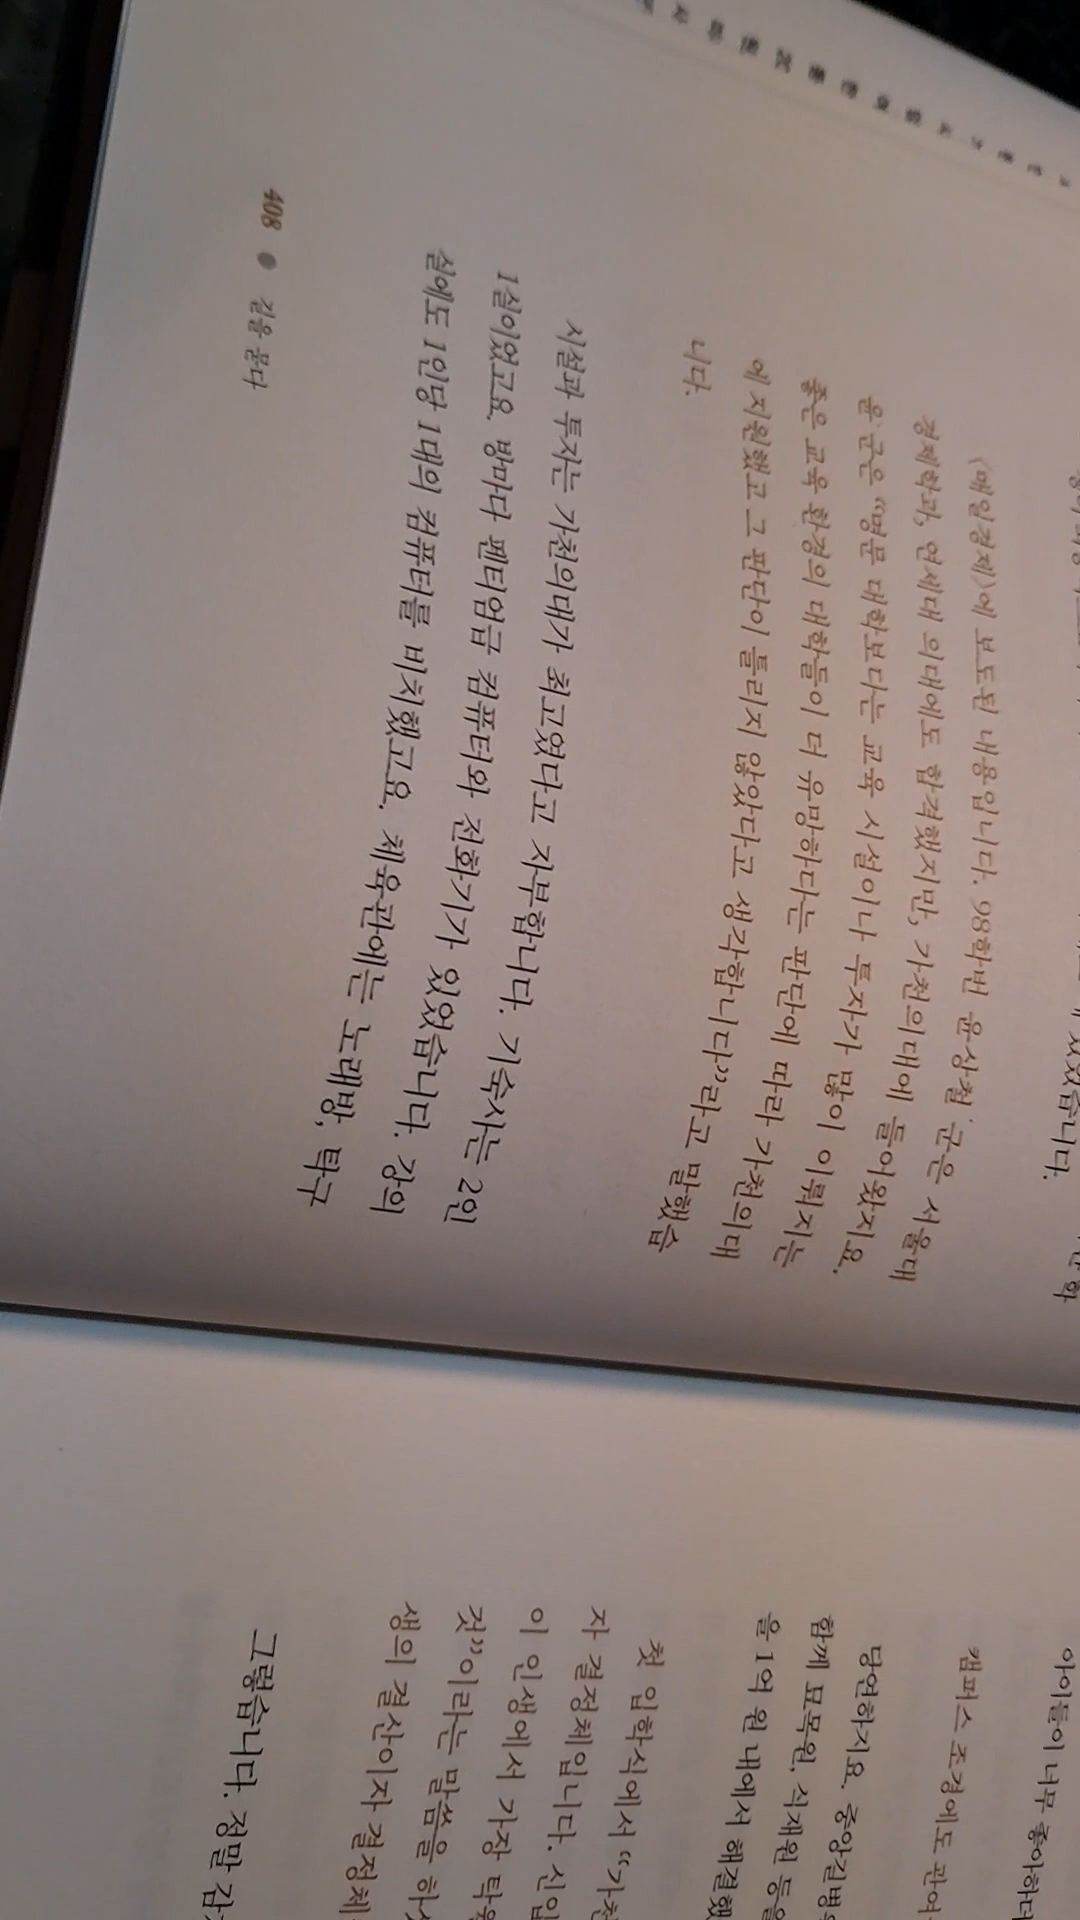 <매일경제>에 보도된 내용입니다. 98학번 윤상철 군은 서울대
경제학과, 연세대 의대에도 합격했지만, 가천의대에 들어왔지요.
윤 군은 "명문 대학보다는 교육 시설이나 투자가 많이 이뤄지는
좋은 교육 환경의 대학들이 더 유망하다는 판단에 따라 가천의대
에 지원했고 그 판단이 틀리지 않았다고 생각합니다"라고 말했습
니다.
시설과 투자는 가천의대가 최고였다고 자부합니다. 기숙사는 2인
1실이었고요. 방마다 펜티엄급 컴퓨터와 전화기가 있었습니다. 강의
실에도 1인당 1대의 컴퓨터를 비치했고요. 체육관에는 노래방, 탁구
408 ● 길을 묻다
아이들이 너무 좋아하더
캠퍼스 조경에도 관여
당연하지요. 중앙길병원
함께 묘목원, 식재원 등을
을 1억 원 내에서 해결했
첫 입학식에서 "가천
자 결정체입니다. 신입
이 인생에서 가장 탁월
것"이라는 말씀을 하셨
생의 결산이자 결정체
그렇습니다. 정말 감